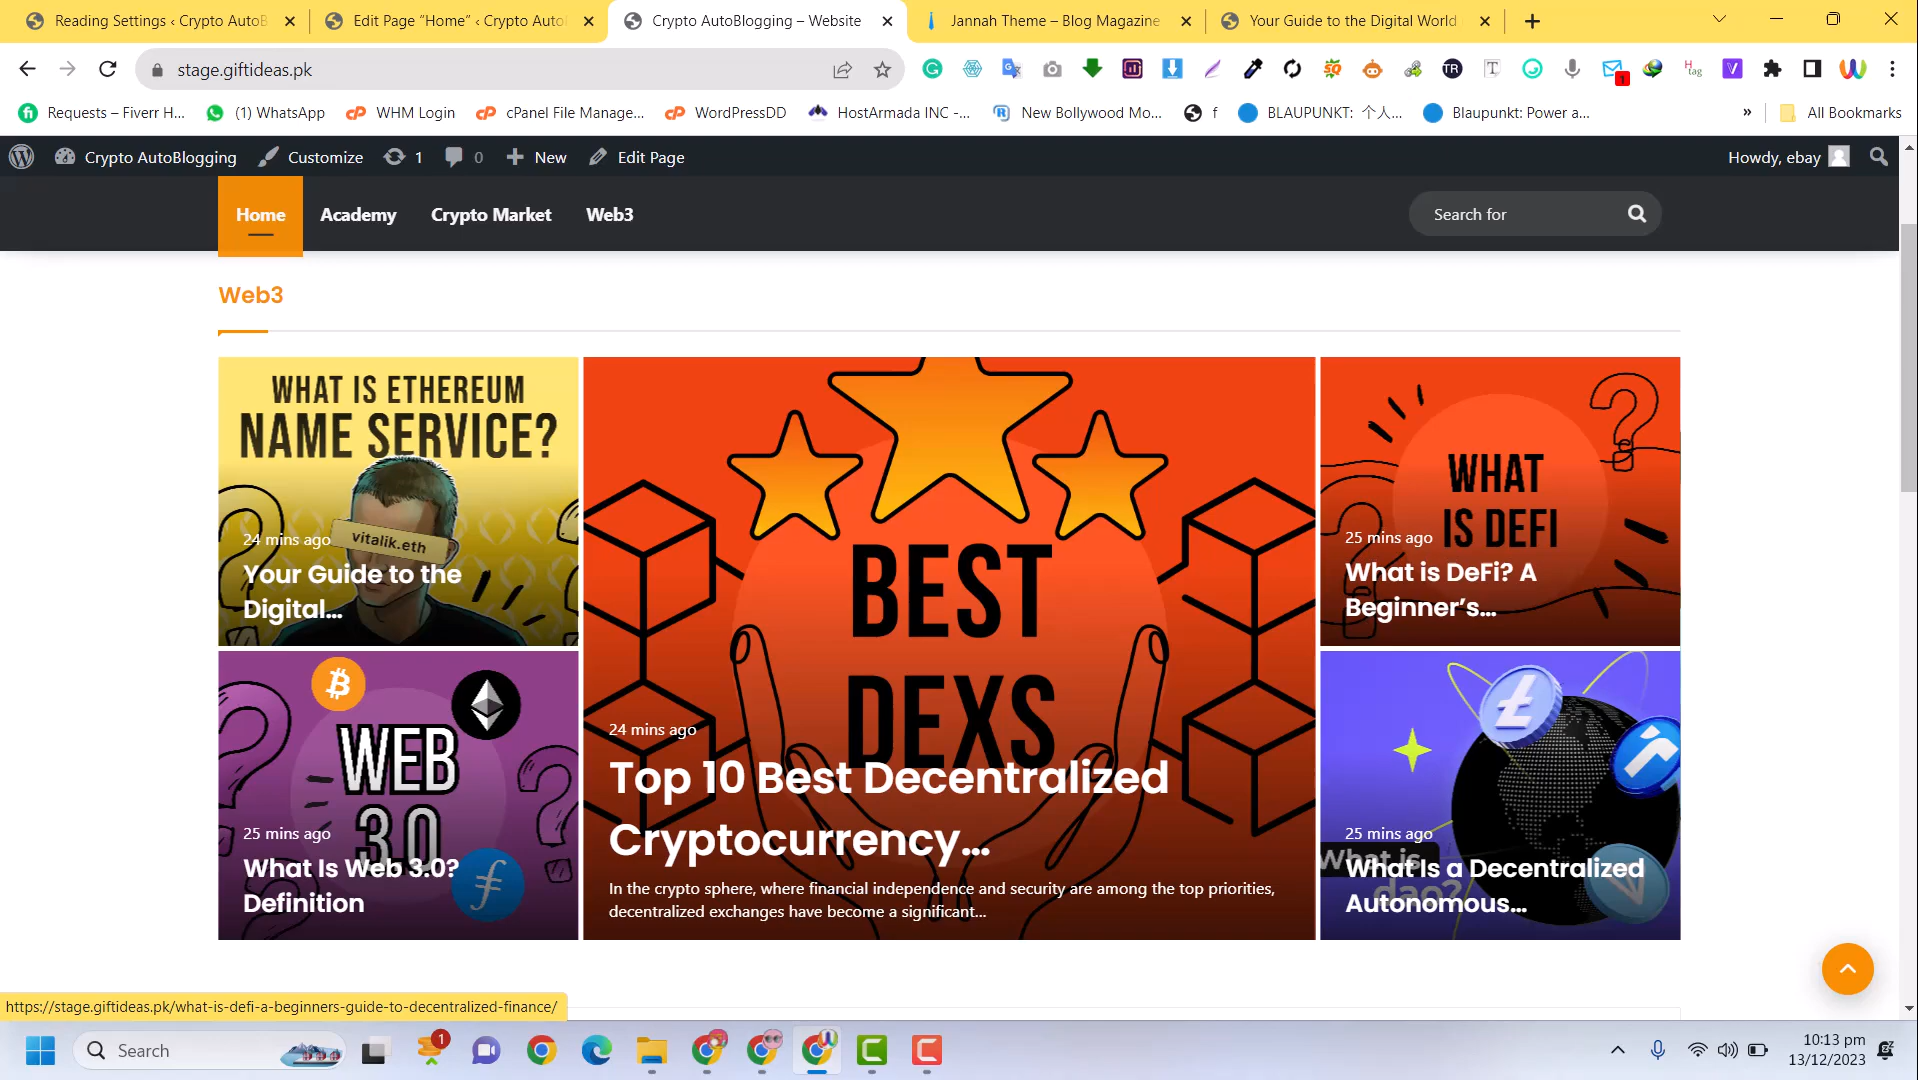 Reading Settings ‹ Crypto AutoB
Edit Page “Home” ‹ Crypto Auto
Crypto AutoBlogging – Website
Jannah Theme – Blog Magazine
Your Guide to the Digital World
stage.giftideas.pk
Requests – Fiverr H...
(1) WhatsApp
WHM Login
cPanel File Manage...
WordPressDD
HostArmada INC -...
New Bollywood Mo...
f
BLAUPUNKT: 个人...
Blaupunkt: Power a...
»
All Bookmarks
Crypto AutoBlogging
Customize
1
0
New
Edit Page
Howdy, ebay
Home
Academy
Crypto Market
Web3
Search for
Web3
WHAT IS ETHEREUM
NAME SERVICE?
vitalik.eth
24 mins ago
Your Guide to the
Digital...
WEB
3.0
25 mins ago
What Is Web 3.0?
Definition
BEST
DEXS
24 mins ago
Top 10 Best Decentralized
Cryptocurrency...
In the crypto sphere, where financial independence and security are among the top priorities,
decentralized exchanges have become a significant...
WHAT
IS DEFI
25 mins ago
What is DeFi? A
Beginner’s...
What is
dao?
25 mins ago
What Is a Decentralized
Autonomous...
https://stage.giftideas.pk/what-is-defi-a-beginners-guide-to-decentralized-finance/
Search
1
10:13 pm
13/12/2023